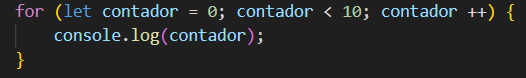 for (let contador = 0; contador < 10; contador ++) {
    console.log(contador);
}